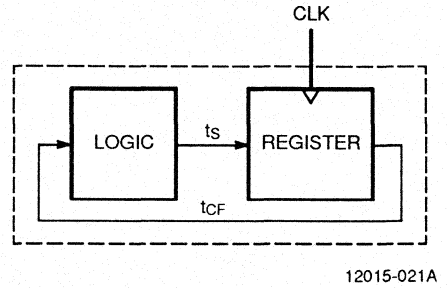 CLK
LOGIC
tS
REGISTER
tCF
12015-021A